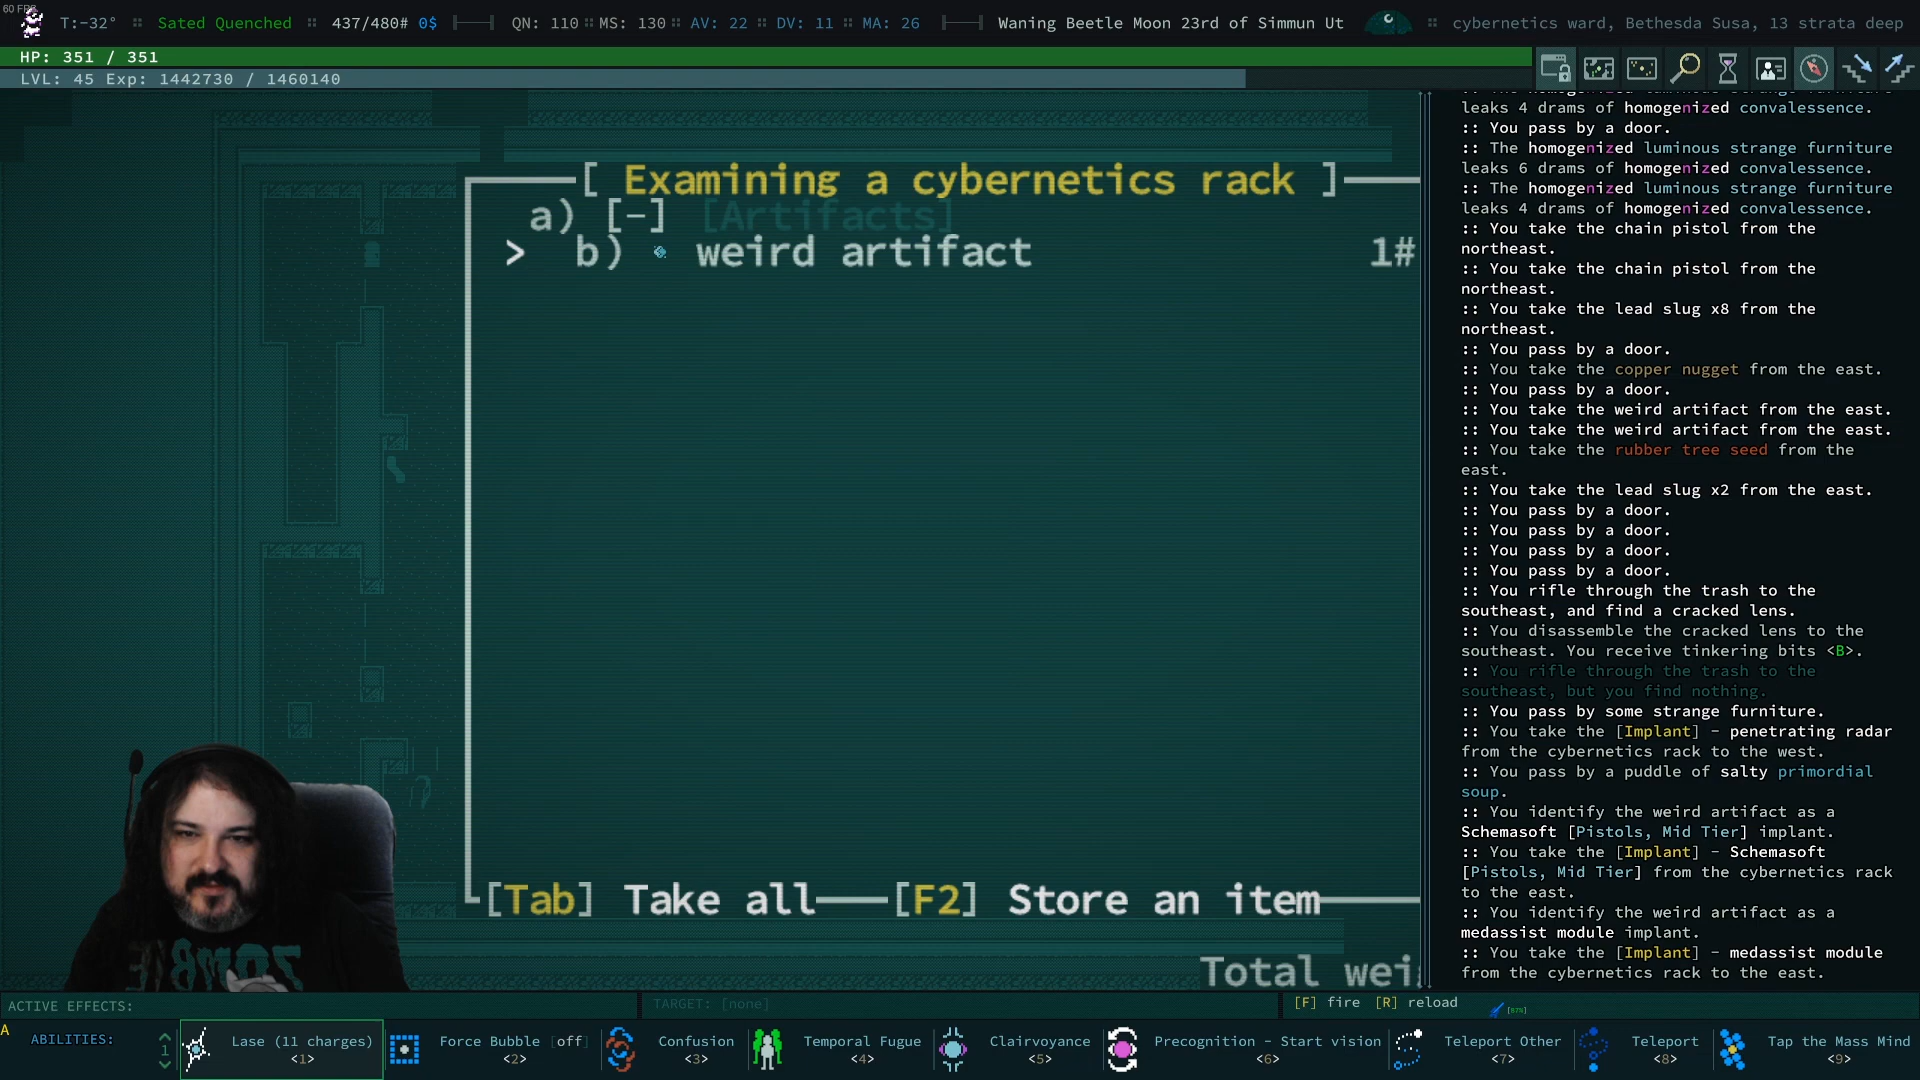 60 FPS
T:-32° :: Sated Quenched :: 437/480# 0$ QN: 110 :: MS: 130 :: AV: 22 :: DV: 11 :: MA: 26 Waning Beetle Moon 23rd of Simmun Ut :: cybernetics ward, Bethesda Susa, 13 strata deep
HP: 351 / 351
LVL: 45 Exp: 1442730 / 1460140
[ Examining a cybernetics rack ]
a) [-] [Artifacts]
> b) weird artifact 1#
[Tab] Take all
[F2] Store an item
Total wei
:: The homogenized luminous strange furniture
leaks 4 drams of homogenized convalessence.
:: You pass by a door.
:: The homogenized luminous strange furniture
leaks 6 drams of homogenized convalessence.
:: The homogenized luminous strange furniture
leaks 4 drams of homogenized convalessence.
:: You take the chain pistol from the
northeast.
:: You take the chain pistol from the
northeast.
:: You take the lead slug x8 from the
northeast.
:: You pass by a door.
:: You take the copper nugget from the east.
:: You pass by a door.
:: You take the weird artifact from the east.
:: You take the weird artifact from the east.
:: You take the rubber tree seed from the
east.
:: You take the lead slug x2 from the east.
:: You pass by a door.
:: You pass by a door.
:: You pass by a door.
:: You pass by a door.
:: You rifle through the trash to the
southeast, and find a cracked lens.
:: You disassemble the cracked lens to the
southeast. You receive tinkering bits <B>.
:: You rifle through the trash to the
southeast, but you find nothing.
:: You pass by some strange furniture.
:: You take the [Implant] - penetrating radar
from the cybernetics rack to the west.
:: You pass by a puddle of salty primordial
soup.
:: You identify the weird artifact as a
Schemasoft [Pistols, Mid Tier] implant.
:: You take the [Implant] - Schemasoft
[Pistols, Mid Tier] from the cybernetics rack
to the east.
:: You identify the weird artifact as a
medassist module implant.
:: You take the [Implant] - medassist module
from the cybernetics rack to the east.
ACTIVE EFFECTS:
TARGET: [none]
[F] fire [R] reload
[87%]
A
ABILITIES:
1
Lase (11 charges)
<1>
Force Bubble [off]
<2>
Confusion
<3>
Temporal Fugue
<4>
Clairvoyance
<5>
Precognition - Start vision
<6>
Teleport Other
<7>
Teleport
<8>
Tap the Mass Mind
<9>